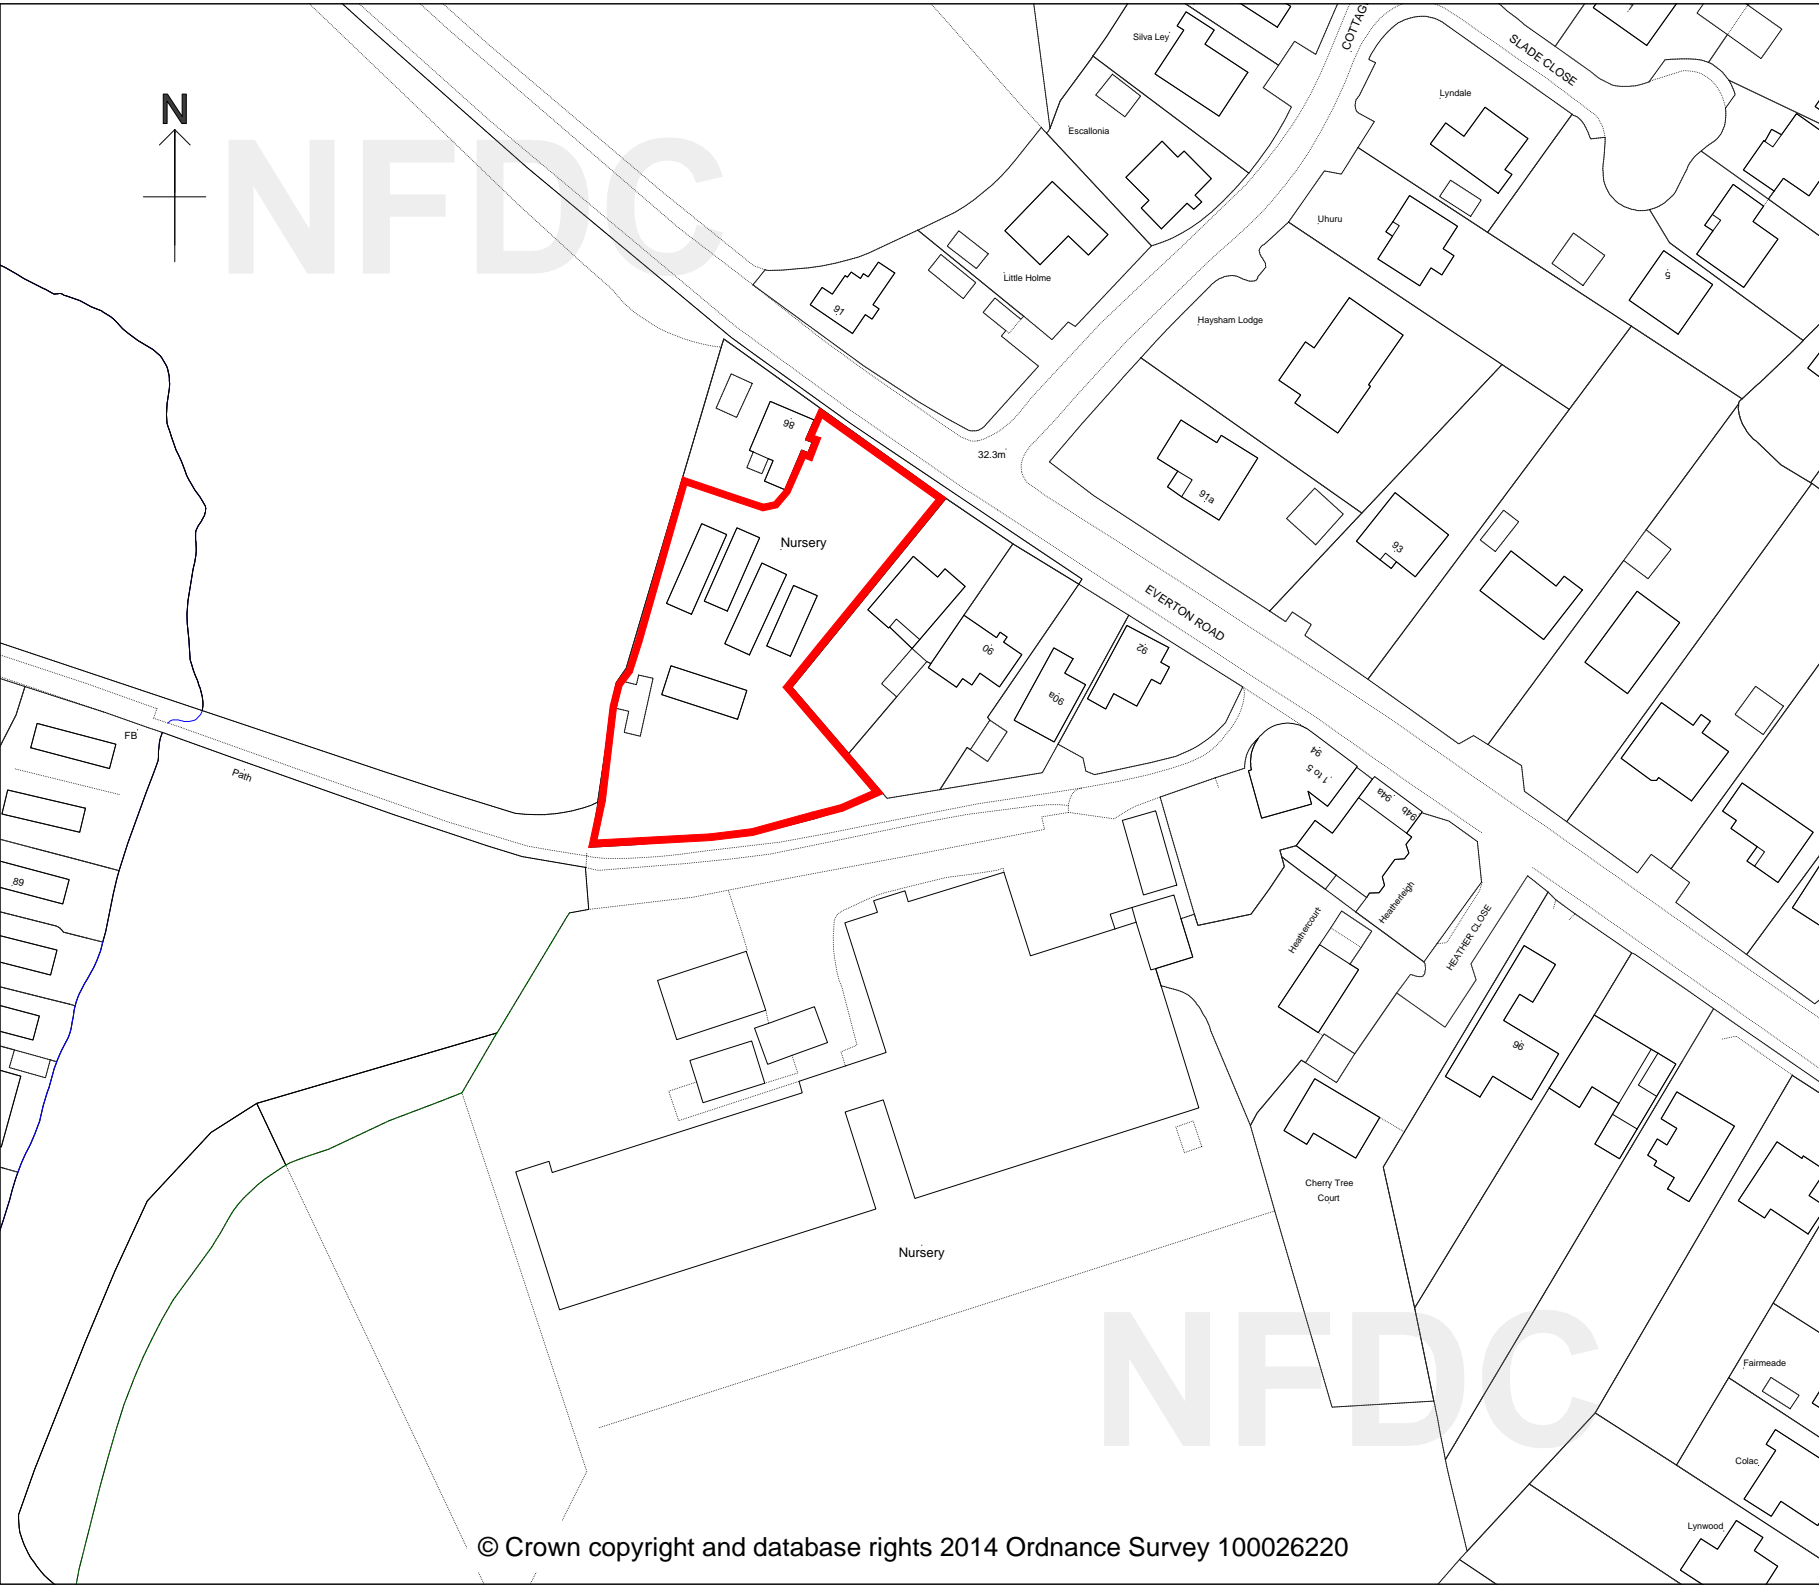 N
NFDC
Silva Ley
COTTAG
SLADE CLOSE
Lyndale
Escallonia
Uhuru
Little Holme
5
91
Haysham Lodge
98
32.3m
91a
93
Nursery
EVERTON ROAD
90
92
90a
FB
Path
94
1 to 5
94a
94b
89
Heatherleigh
Heathercourt
HEATHER CLOSE
96
Cherry Tree
Court
Nursery
NFDC
Fairmeade
Colac
Lynwood
© Crown copyright and database rights 2014 Ordnance Survey 100026220